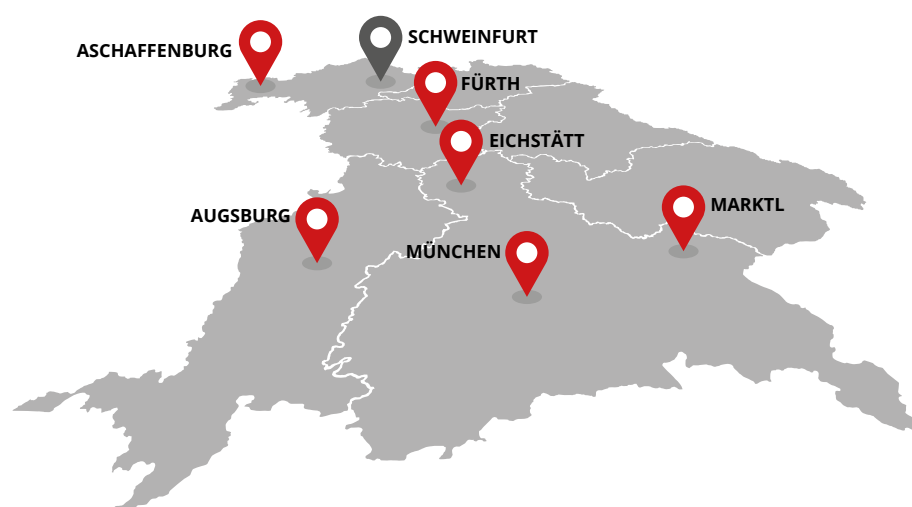 SCHWEINFURT
ASCHAFFENBURG
FÜRTH
EICHSTÄTT
MARKTL
AUGSBURG
MÜNCHEN